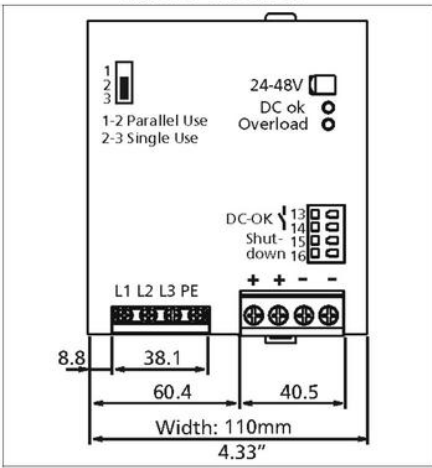 1
2
3
1-2 Parallel Use
2-3 Single Use
24-48V
DC ok
Overload
DC-OK
13
14
Shut-
down
15
16
+ + - -
L1 L2 L3 PE
8.8
38.1
60.4
40.5
Width: 110mm
4.33"